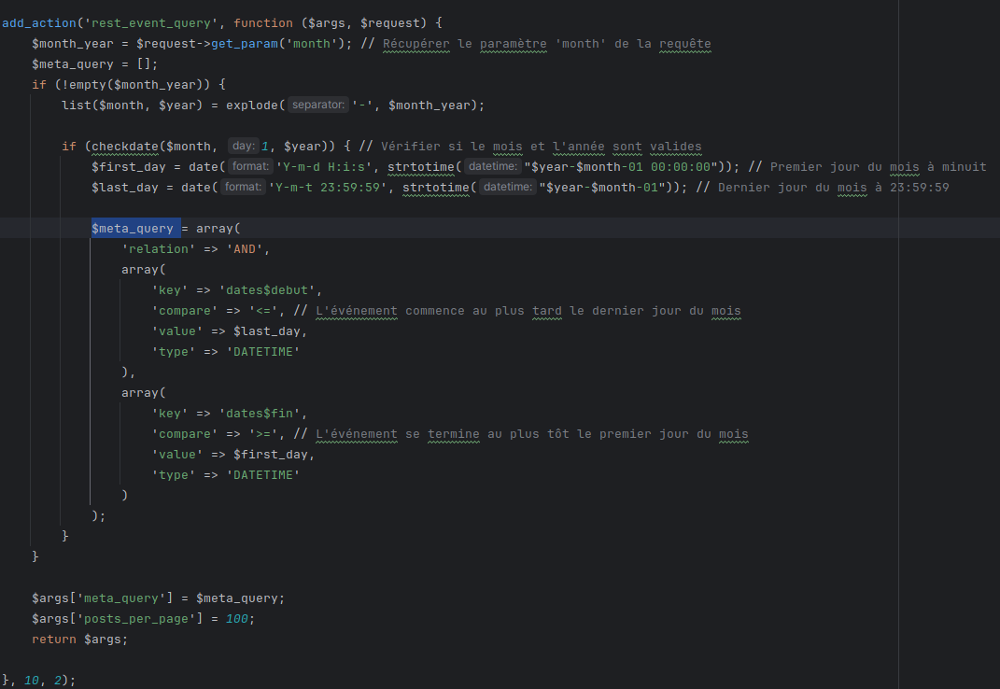 add_action('rest_event_query', function ($args, $request) {
    $month_year = $request->get_param('month'); // Récupérer le paramètre 'month' de la requête
    $meta_query = [];
    if (!empty($month_year)) {
        list($month, $year) = explode( separator: '-', $month_year);

        if (checkdate($month, day: 1, $year)) { // Vérifier si le mois et l'année sont valides
            $first_day = date( format: 'Y-m-d H:i:s', strtotime( datetime: "$year-$month-01 00:00:00")); // Premier jour du mois à minuit
            $last_day = date( format: 'Y-m-t 23:59:59', strtotime( datetime: "$year-$month-01")); // Dernier jour du mois à 23:59:59

            $meta_query = array(
                'relation' => 'AND',
                array(
                    'key' => 'dates$debut',
                    'compare' => '<=', // L'événement commence au plus tard le dernier jour du mois
                    'value' => $last_day,
                    'type' => 'DATETIME'
                ),
                array(
                    'key' => 'dates$fin',
                    'compare' => '>=', // L'événement se termine au plus tôt le premier jour du mois
                    'value' => $first_day,
                    'type' => 'DATETIME'
                )
            );
        }
    }

    $args['meta_query'] = $meta_query;
    $args['posts_per_page'] = 100;
    return $args;

}, 10, 2);